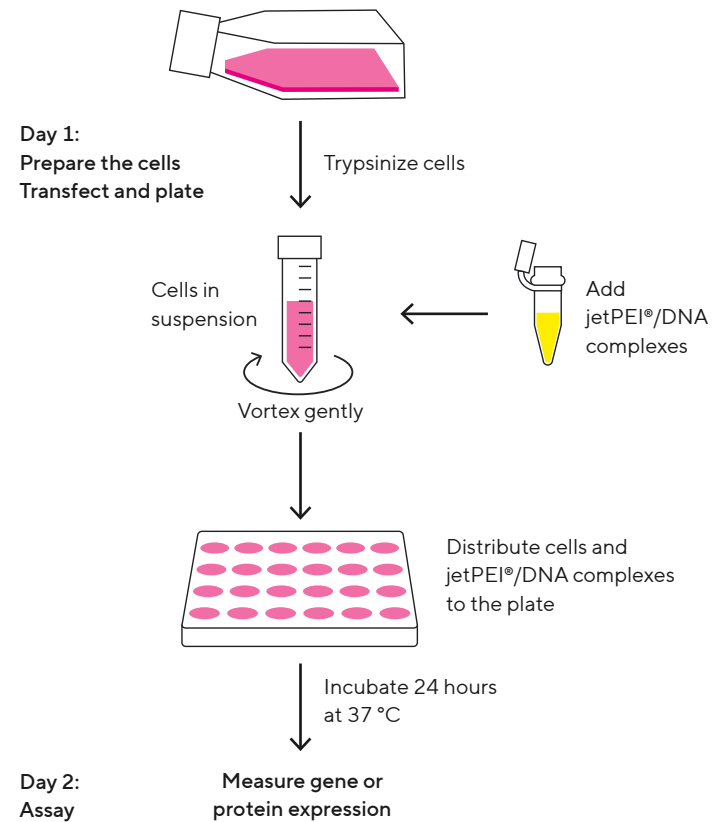 Day 1:
Prepare the cells
Transfect and plate
Trypsinize cells
Cells in
suspension
Add
jetPEI®/DNA
complexes
Vortex gently
Distribute cells and
jetPEI®/DNA complexes
to the plate
Incubate 24 hours
at 37 °C
Day 2:
Assay
Measure gene or
protein expression